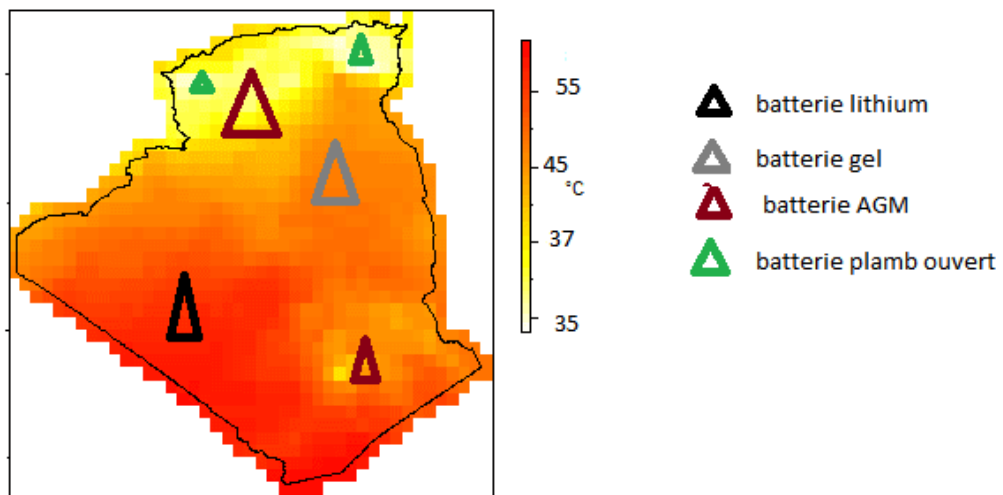 55
45
°C
37
35
batterie lithium
batterie gel
batterie AGM
batterie plamb ouvert